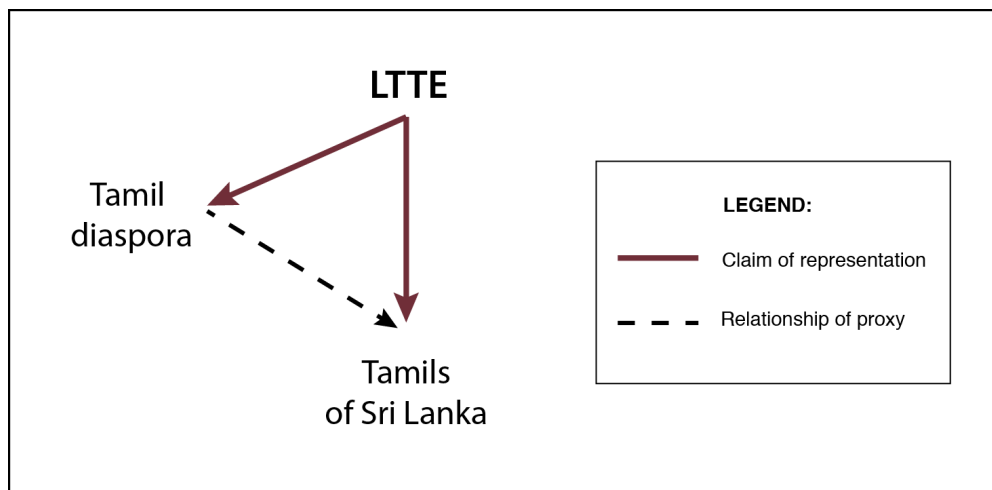 LTTE
Tamil
diaspora
Tamils
of Sri Lanka
LEGEND:
Claim of representation
Relationship of proxy